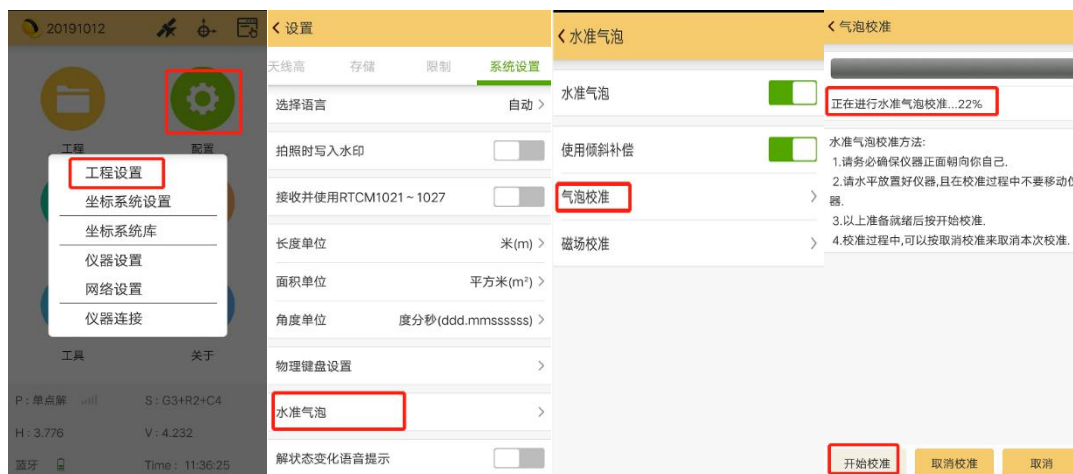 20191012
工程
配置
工程设置
坐标系统设置
坐标系统库
仪器设置
网络设置
仪器连接
工具
关于
P : 单点解
S : G3+R2+C4
H : 3.776
V : 4.232
蓝牙
Time : 11:36:25
设置
天线高 存储 限制 系统设置
选择语言 自动
拍照时写入水印
接收并使用RTCM1021~1027
长度单位 米(m)
面积单位 平方米(m²)
角度单位 度分秒(ddd.mmssssss)
物理键盘设置
水准气泡
解状态变化语音提示
水准气泡
水准气泡
使用倾斜补偿
气泡校准
磁场校准
气泡校准
正在进行水准气泡校准...22%
水准气泡校准方法:
1.请务必确保仪器正面朝向你自己.
2.请水平放置好仪器,且在校准过程中不要移动仪
器.
3.以上准备就绪后按开始校准.
4.校准过程中,可以按取消校准来取消本次校准.
开始校准 取消校准 取消